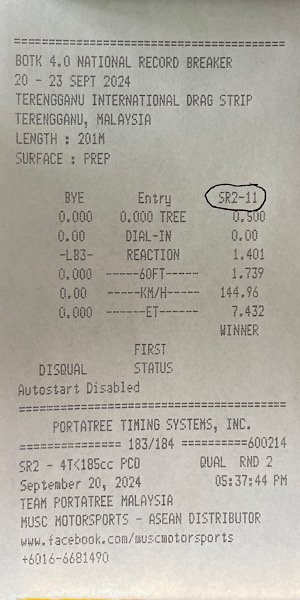 ================================================
BOTK 4.0 NATIONAL RECORD BREAKER
20 - 23 SEPT 2024
TERENGGANU INTERNATIONAL DRAG STRIP
TERENGGANU, MALAYSIA
LENGTH : 201M
SURFACE : PREP
BYE Entry SR2-11
0.000 0.000 TREE 0.500
0.00 DIAL-IN 0.00
-LB3- REACTION 1.401
0.000 -----60FT----- 1.739
0.00 -----KM/H----- 144.96
0.000 ------ET------ 7.432
WINNER
FIRST
DISQUAL STATUS
Autostart Disabled
================================================
PORTATREE TIMING SYSTEMS, INC.
=============== 183/184 ==========600214
SR2 - 4T<185cc PCO QUAL RND 2
September 20, 2024 05:37:44 PM
TEAM PORTATREE MALAYSIA
MUSC MOTORSPORTS - ASEAN DISTRIBUTOR
www.facebook.com/muscmotorsports
+6016-6681490